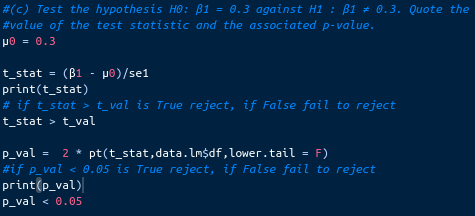 #(c) Test the hypothesis H0: β1 = 0.3 against H1 : β1 ≠ 0.3. Quote the
#value of the test statistic and the associated p-value.
μ0 = 0.3
t_stat = (β1 - μ0)/se1
print(t_stat)
# if t_stat > t_val is True reject, if False fail to reject
t_stat > t_val
p_val =  2 * pt(t_stat,data.lm$df,lower.tail = F)
#if p_val < 0.05 is True reject, if False fail to reject
print(p_val)
p_val < 0.05